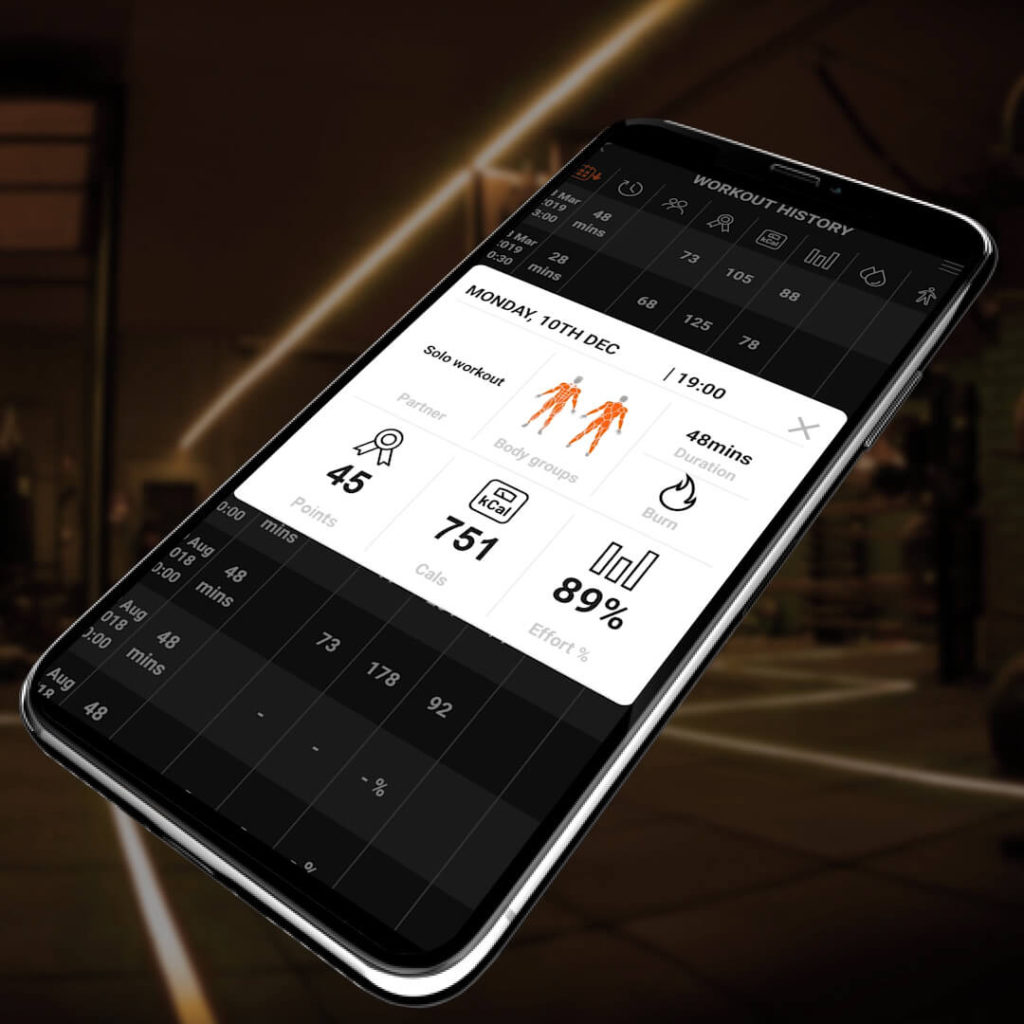 WORKOUT HISTORY
kCal
Mar
2019
3:00
48
mins
73
105
88
Mar
2019
0:30
28
mins
68
125
78
MONDAY, 10TH DEC
| 19:00
Solo workout
Partner
Body groups
48mins
Duration
45
Points
kCal
751
Cals
Burn
89%
Effort %
0:00
mins
Aug
018
0:00
48
mins
73
178
92
Aug
018
0:00
48
mins
-
-
- %
Aug
18
48
- %